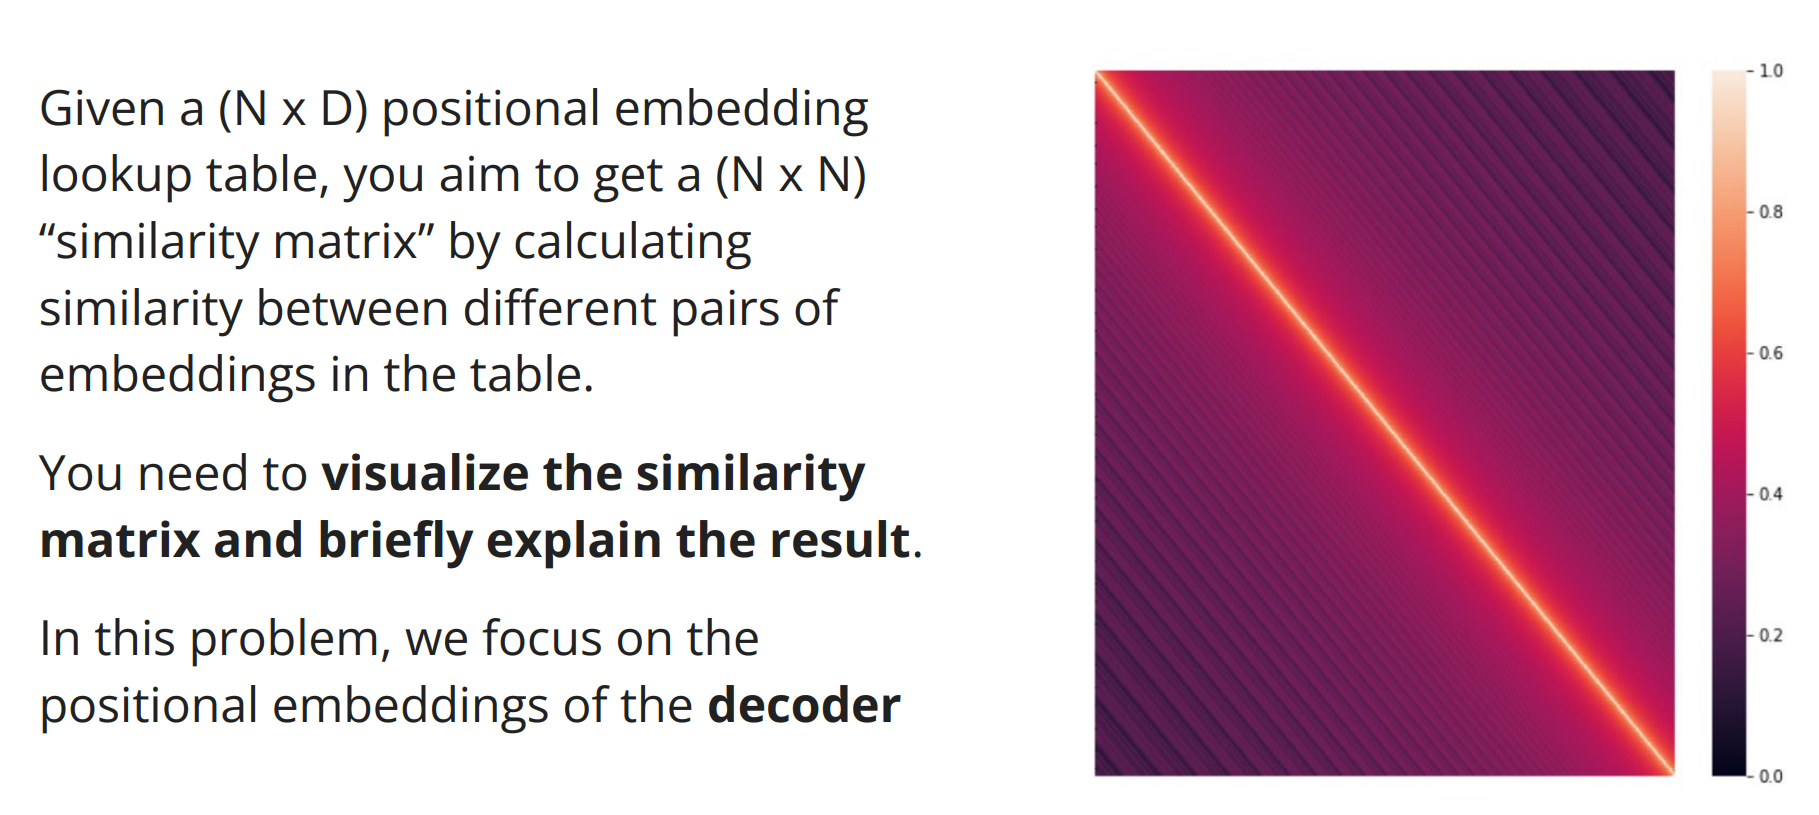 Given a (N x D) positional embedding
lookup table, you aim to get a (N x N)
“similarity matrix” by calculating
similarity between different pairs of
embeddings in the table.
You need to visualize the similarity
matrix and briefly explain the result.
In this problem, we focus on the
positional embeddings of the decoder
1.0
0.8
0.6
0.4
0.2
0.0